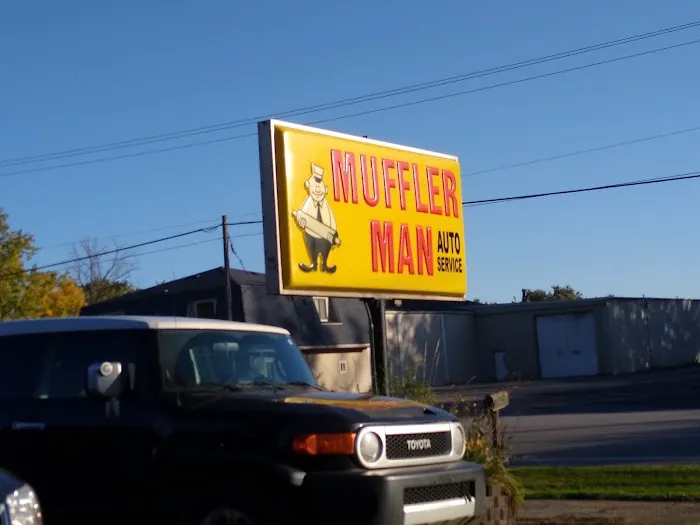 MUFFLER
MAN
AUTO
SERVICE
TOYOTA